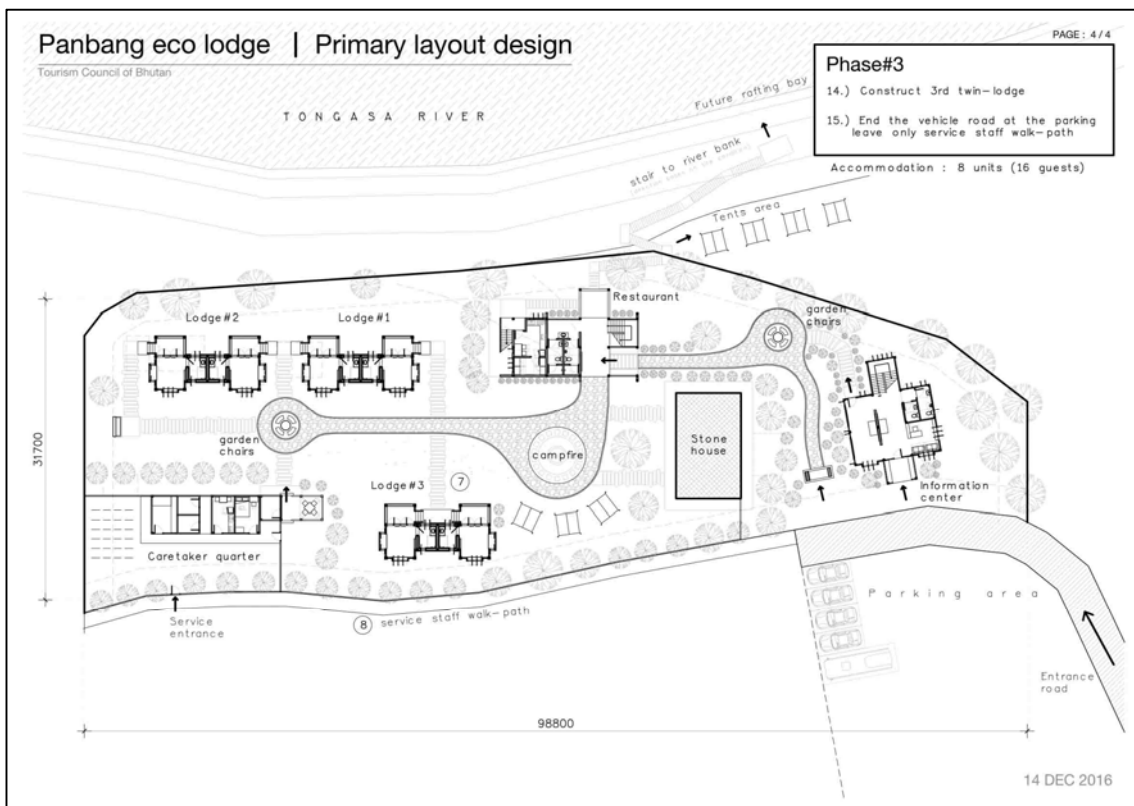 Panbang eco lodge | Primary layout design
Tourism Council of Bhutan
PAGE : 4 / 4
Phase#3
14.) Construct 3rd twin-lodge
15.) End the vehicle road at the parking
leave only service staff walk-path
Accommodation : 8 units (16 guests)
TONGASA RIVER
Future rafting bay
stair to river bank
Tents area
Restaurant
garden
chairs
Lodge#2
Lodge#1
31700
garden
chairs
campfire
Stone
house
Lodge#3
7
Information
center
Caretaker quarter
Service
entrance
8 service staff walk-path
Parking area
Entrance
road
98800
14 DEC 2016